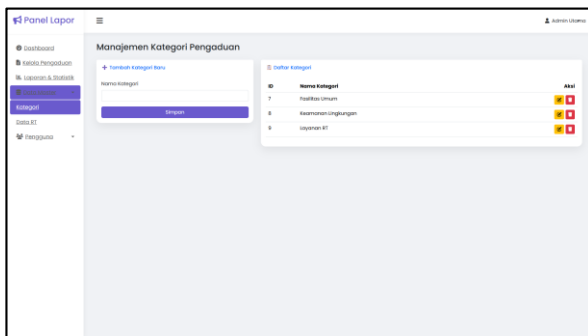 Panel Lapor
Admin Utama
Dashboard
Kelola Pengaduan
Laporan & Statistik
Kategori
Data RT
Pengguna
Manajemen Kategori Pengaduan
+ Tambah Kategori Baru
Nama Kategori
Simpan
Daftar Kategori
ID Nama Kategori Aksi
7 Fasilitas Umum
8 Keamanan Lingkungan
9 Layanan RT